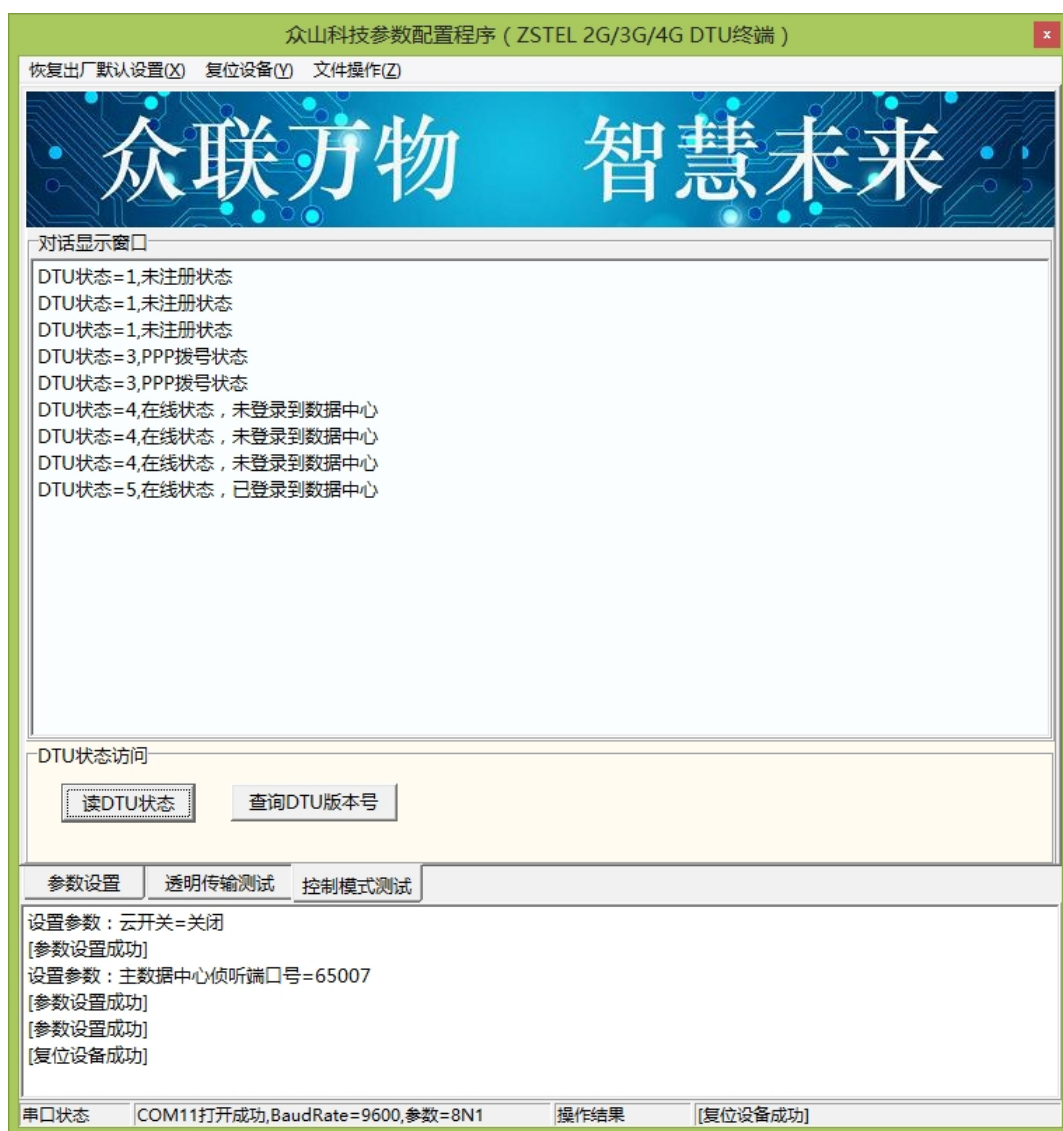 众山科技参数配置程序（ZSTEL 2G/3G/4G DTU终端）
x
恢复出厂默认设置(X) 复位设备(Y) 文件操作(Z)
众联万物 智慧未来
对话显示窗口
DTU状态=1,未注册状态
DTU状态=1,未注册状态
DTU状态=1,未注册状态
DTU状态=3,PPP拨号状态
DTU状态=3,PPP拨号状态
DTU状态=4,在线状态，未登录到数据中心
DTU状态=4,在线状态，未登录到数据中心
DTU状态=4,在线状态，未登录到数据中心
DTU状态=5,在线状态，已登录到数据中心
DTU状态访问
读DTU状态 查询DTU版本号
参数设置 透明传输测试 控制模式测试
设置参数：云开关=关闭
[参数设置成功]
设置参数：主数据中心侦听端口号=65007
[参数设置成功]
[参数设置成功]
[复位设备成功]
串口状态 COM11打开成功,BaudRate=9600,参数=8N1 操作结果 [复位设备成功]